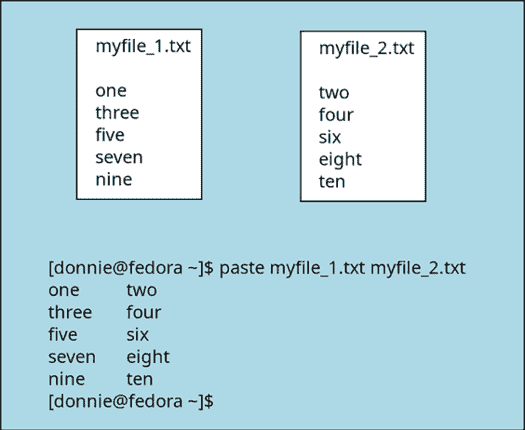 myfile_1.txt
one
three
five
seven
nine
myfile_2.txt
two
four
six
eight
ten
[donnie@fedora ~]$ paste myfile_1.txt myfile_2.txt
one two
three four
five six
seven eight
nine ten
[donnie@fedora ~]$